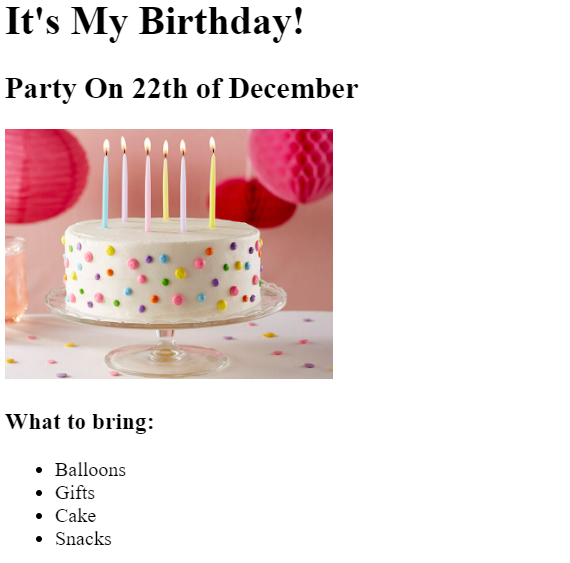 It's My Birthday!
Party On 22th of December
What to bring:
Balloons
Gifts
Cake
Snacks